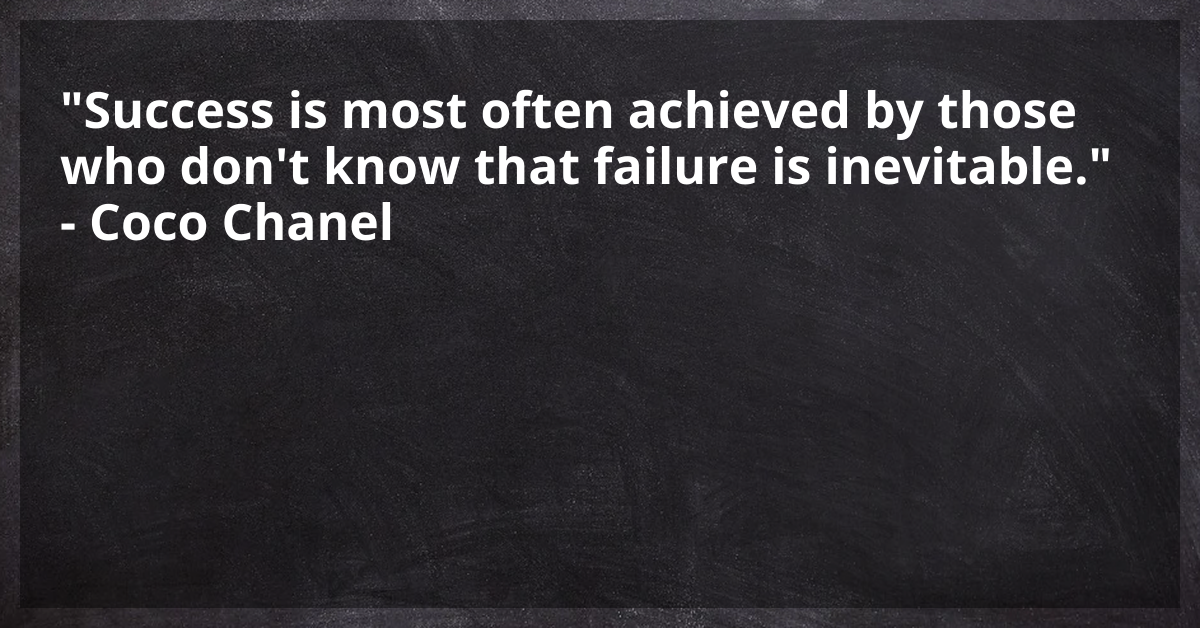 "Success is most often achieved by those
who don't know that failure is inevitable."
- Coco Chanel